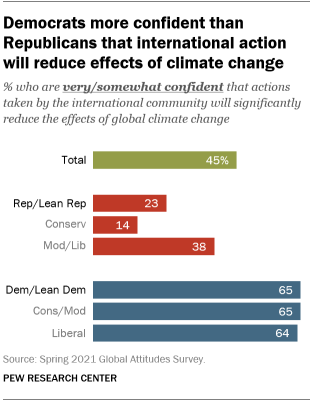 Democrats more confident than
Republicans that international action
will reduce effects of climate change
% who are very/somewhat confident that actions
taken by the international community will significantly
reduce the effects of global climate change
Total 45%
Rep/Lean Rep 23
Conserv 14
Mod/Lib 38
Dem/Lean Dem 65
Cons/Mod 65
Liberal 64
Source: Spring 2021 Global Attitudes Survey.
PEW RESEARCH CENTER